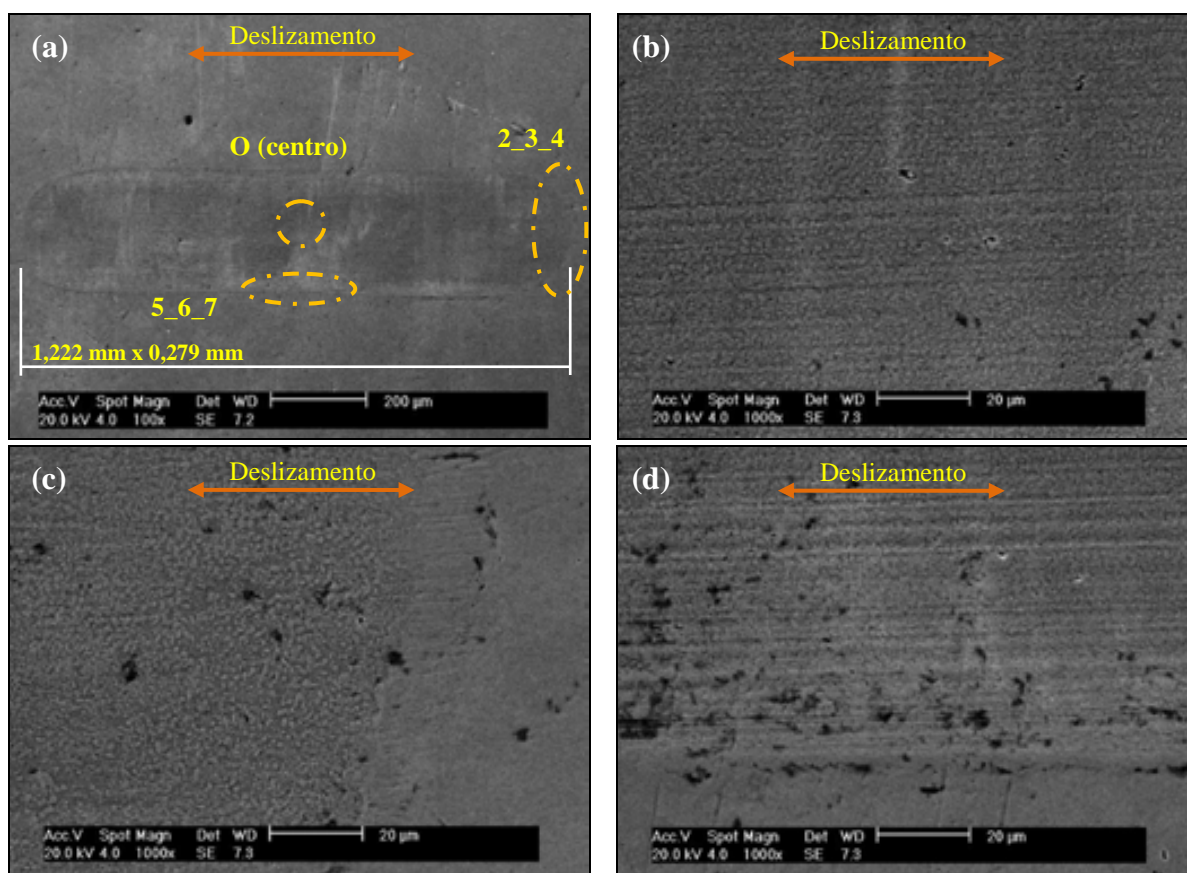 (a)
Deslizamento
O (centro)
2_3_4
5_6_7
1,222 mm x 0,279 mm
Acc.V Spot Magn Det WD 200 µm
20.0 kV 4.0 100x SE 7.2
(b)
Deslizamento
Acc.V Spot Magn Det WD 20 µm
20.0 kV 4.0 1000x SE 7.3
(c)
Deslizamento
Acc.V Spot Magn Det WD 20 µm
20.0 kV 4.0 1000x SE 7.3
(d)
Deslizamento
Acc.V Spot Magn Det WD 20 µm
20.0 kV 4.0 1000x SE 7.3